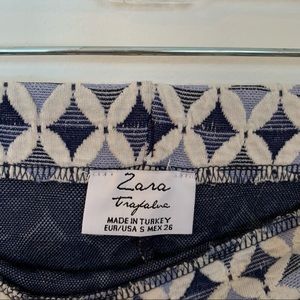 Zara
Trafaluc
MADE IN TURKEY
EUR/USA S MEX 26